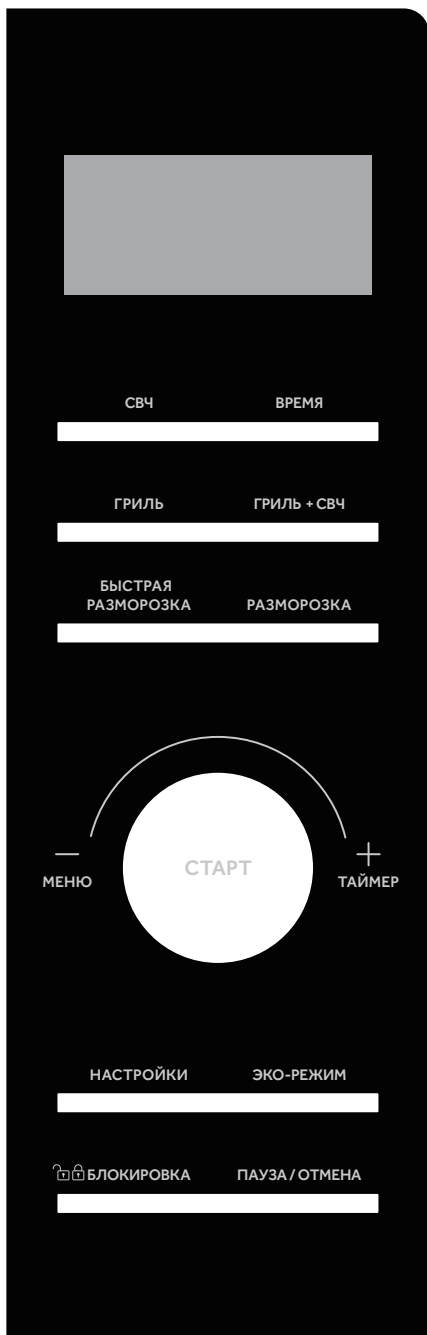 СВЧ ВРЕМЯ
ГРИЛЬ ГРИЛЬ + СВЧ
БЫСТРАЯ
РАЗМОРОЗКА РАЗМОРОЗКА
СТАРТ
— +
МЕНЮ ТАЙМЕР
НАСТРОЙКИ ЭКО-РЕЖИМ
БЛОКИРОВКА ПАУЗА / ОТМЕНА